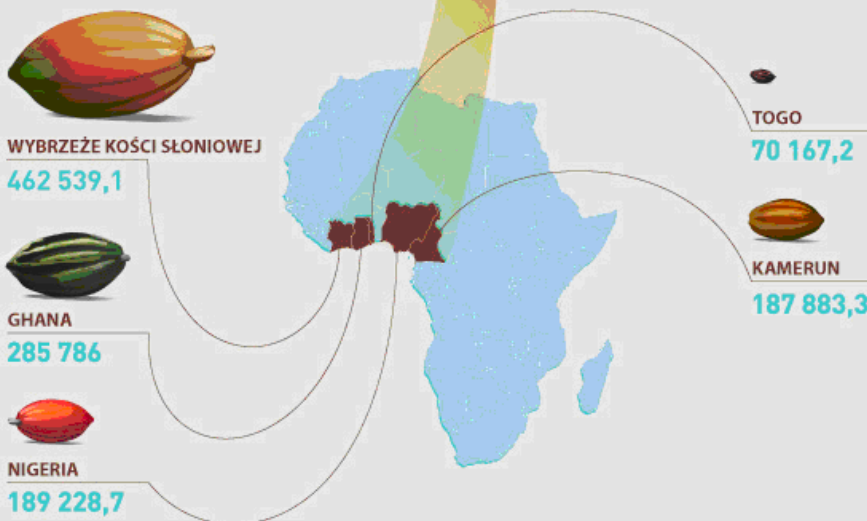 WYBRZEŻE KOŚCI SŁONIOWEJ
462 539,1
GHANA
285 786
NIGERIA
189 228,7
TOGO
70 167,2
KAMERUN
187 883,3